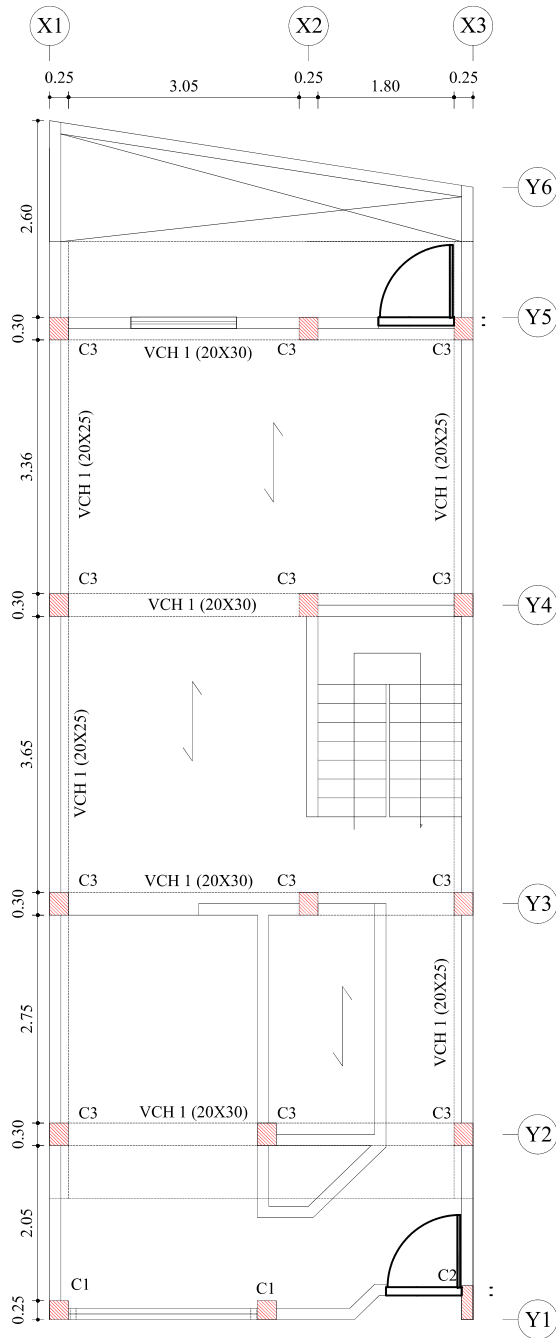 X1 X2 X3
0.25 3.05 0.25 1.80 0.25
Y6
2.60
Y5
0.30
C3 VCH 1 (20X30) C3 C3
VCH 1 (20X25)
VCH 1 (20X25)
3.36
C3 C3 C3
0.30 VCH 1 (20X30) Y4
VCH 1 (20X25)
3.65
C3 VCH 1 (20X30) C3 C3
0.30 Y3
VCH 1 (20X25)
2.75
C3 VCH 1 (20X30) C3 C3
0.30 Y2
2.05
C1 C1 C2
0.25 Y1